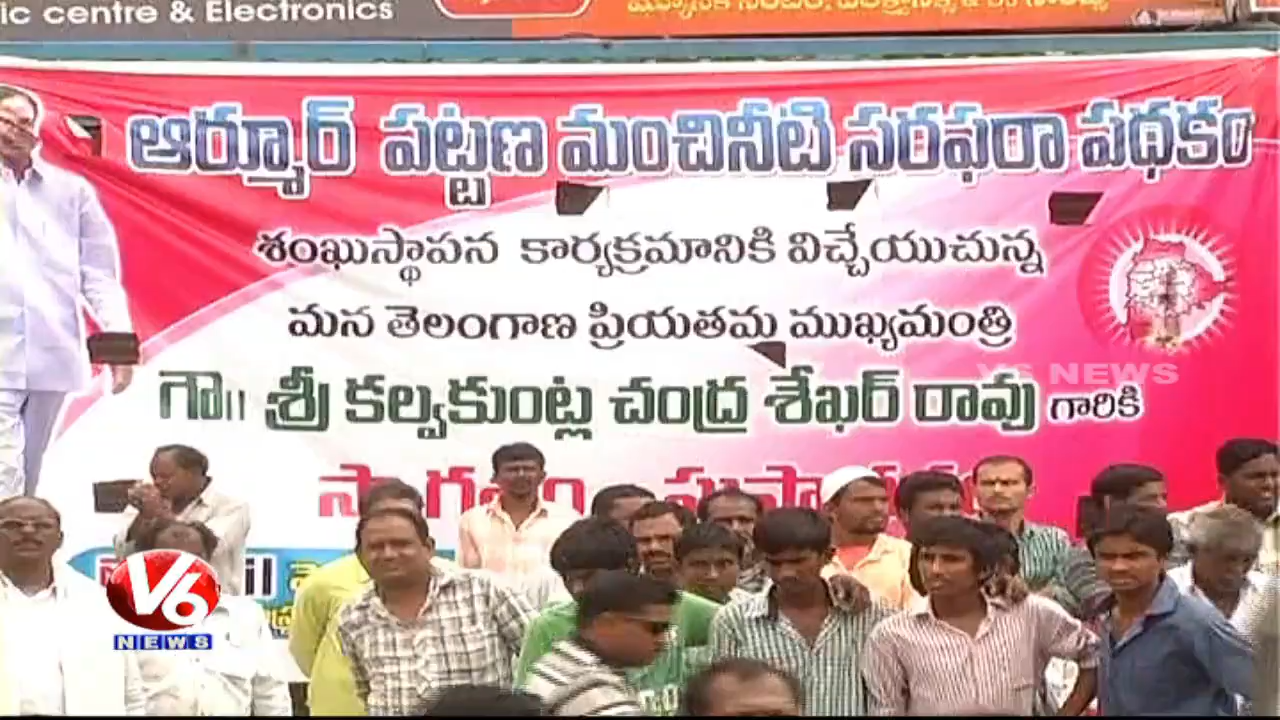 ic centre & Electronics
ఆర్మూర్ పట్టణ మంచినీటి సరఫరా పథకం
శంఖుస్థాపన కార్యక్రమానికి విచ్చేయుచున్న
మన తెలంగాణ ప్రియతమ ముఖ్యమంత్రి
గౌ॥ శ్రీ కల్వకుంట్ల చంద్ర శేఖర్ రావు గారికి
V6 NEWS
V6
NEWS